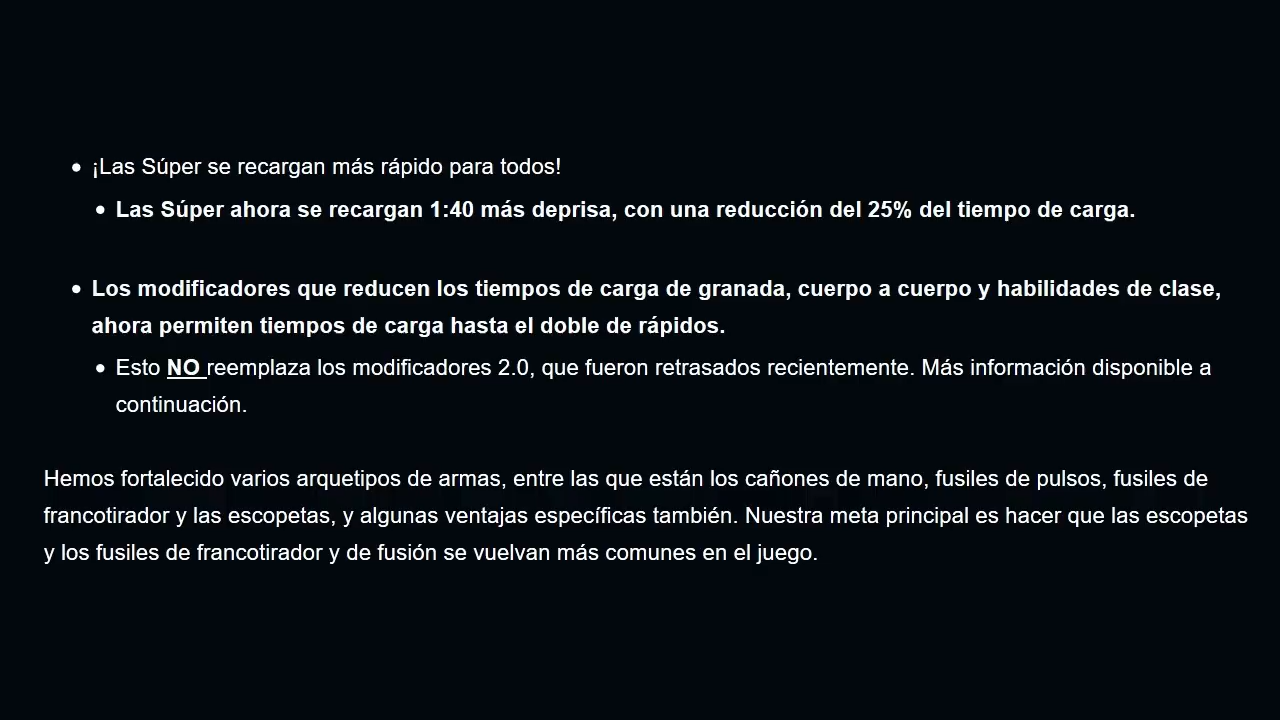 • ¡Las Súper se recargan más rápido para todos!
• Las Súper ahora se recargan 1:40 más deprisa, con una reducción del 25% del tiempo de carga.
• Los modificadores que reducen los tiempos de carga de granada, cuerpo a cuerpo y habilidades de clase,
ahora permiten tiempos de carga hasta el doble de rápidos.
• Esto NO reemplaza los modificadores 2.0, que fueron retrasados recientemente. Más información disponible a
continuación.
Hemos fortalecido varios arquetipos de armas, entre las que están los cañones de mano, fusiles de pulsos, fusiles de
francotirador y las escopetas, y algunas ventajas específicas también. Nuestra meta principal es hacer que las escopetas
y los fusiles de francotirador y de fusión se vuelvan más comunes en el juego.